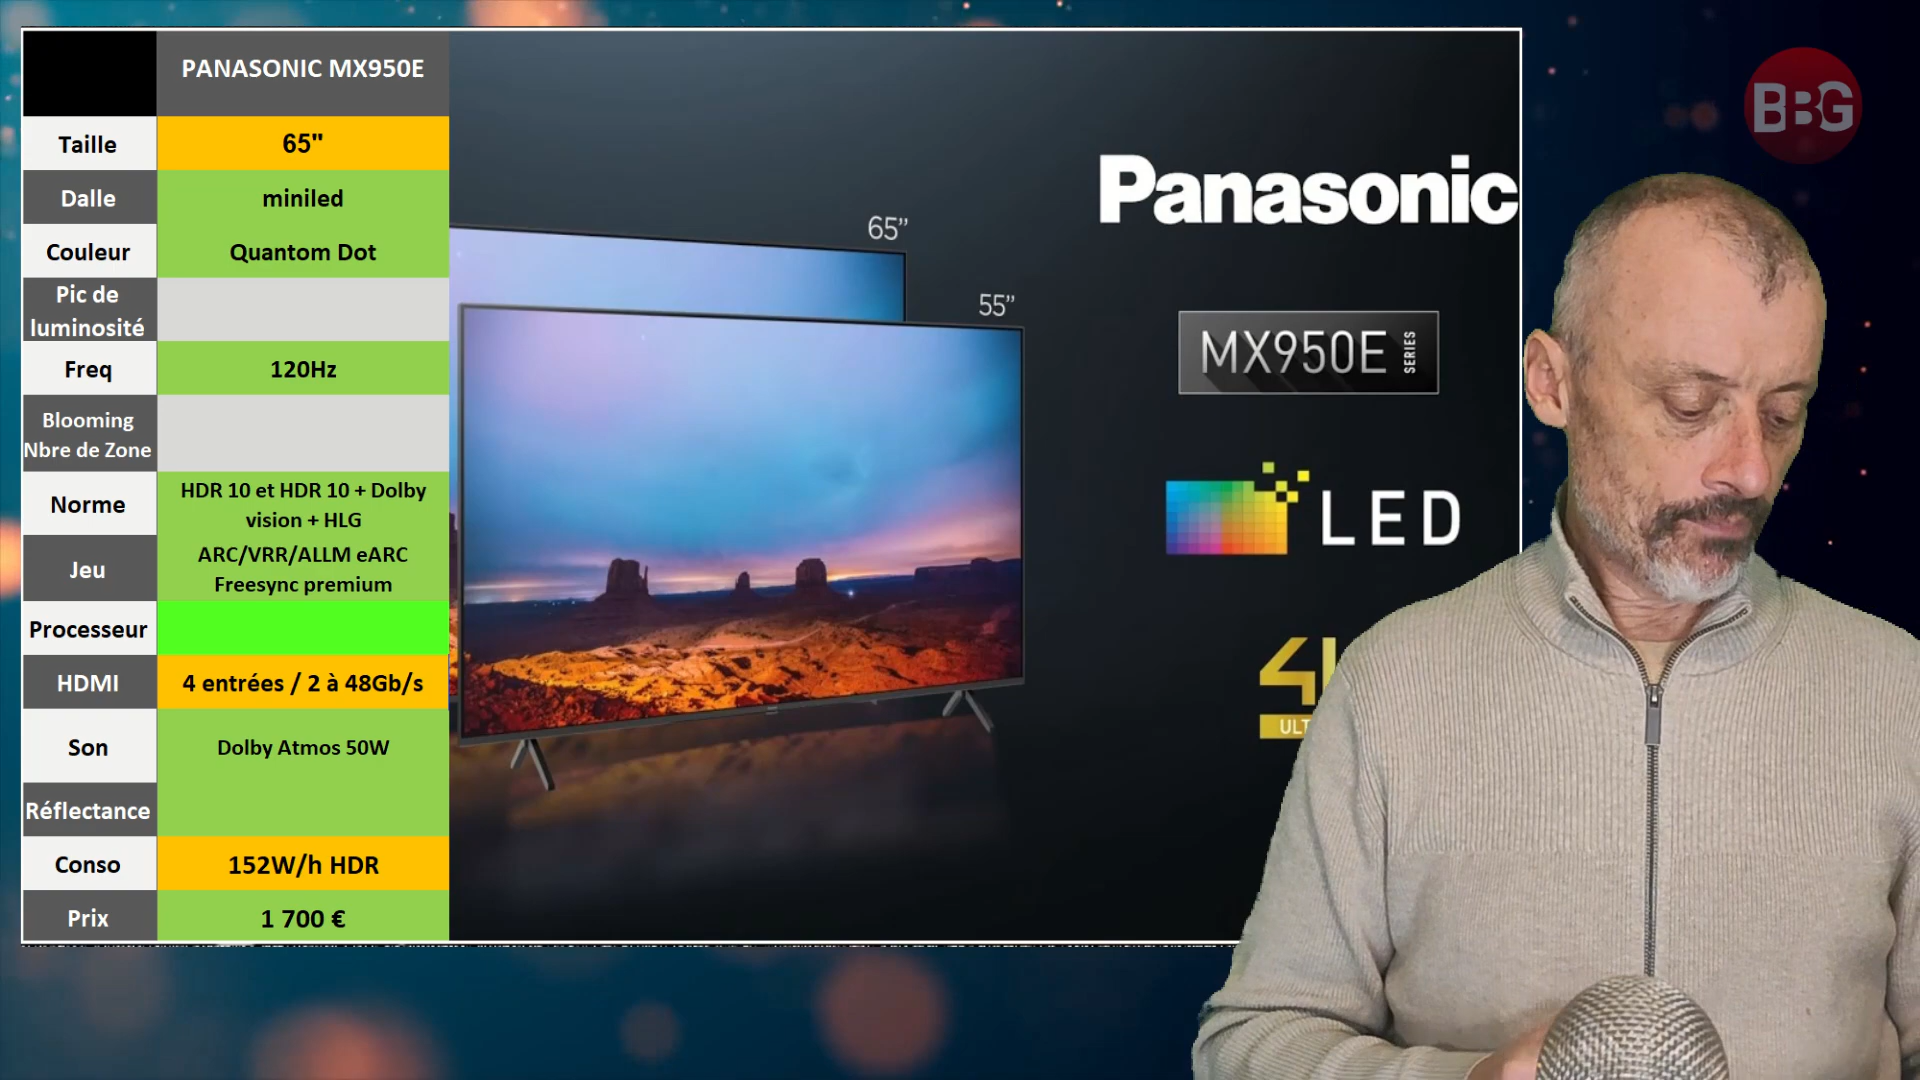 PANASONIC MX950E
Taille
65"
Dalle
miniled
Couleur
Quantom Dot
Pic de
luminosité
Freq
120Hz
Blooming
Nbre de Zone
Norme
HDR 10 et HDR 10 + Dolby
vision + HLG
Jeu
ARC/VRR/ALLM eARC
Freesync premium
Processeur
HDMI
4 entrées / 2 à 48Gb/s
Son
Dolby Atmos 50W
Réflectance
Conso
152W/h HDR
Prix
1 700 €
65”
55”
Panasonic
MX950E
SERIES
LED
4
ULT
BBG